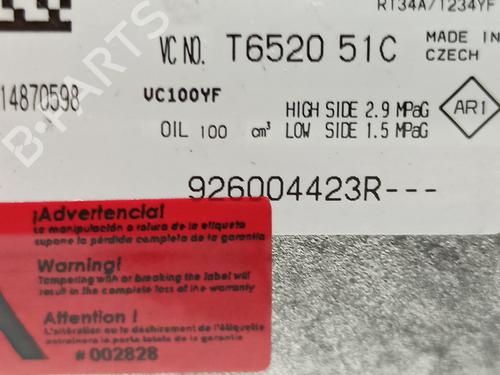 R134A/1234YF
VC NO. T6520 51C MADE IN CZECH
14870598
VC100YF
OIL 100 cm³
HIGH SIDE 2.9 MPaG
LOW SIDE 1.5 MPaG
AR1
926004423R---
¡Advertencia!
La manipulación o rotura de la etiqueta
supone la pérdida completa de la garantia
Warning!
Tampering with or breaking the label will
result in the complete loss of the warranty
Attention !
L'altération ou le déchirement de l'étiquette
entraînera la perte totale de la garantie
# 002828
B-PARTS